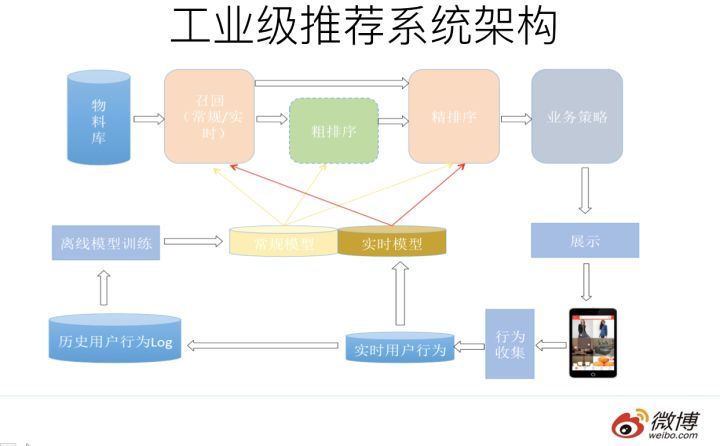 工业级推荐系统架构
物
料
库
召回
（常规/实
时）
粗排序
精排序
业务策略
离线模型训练
常规模型
实时模型
展示
历史用户行为Log
实时用户行为
行为
收集
微博
weibo.com